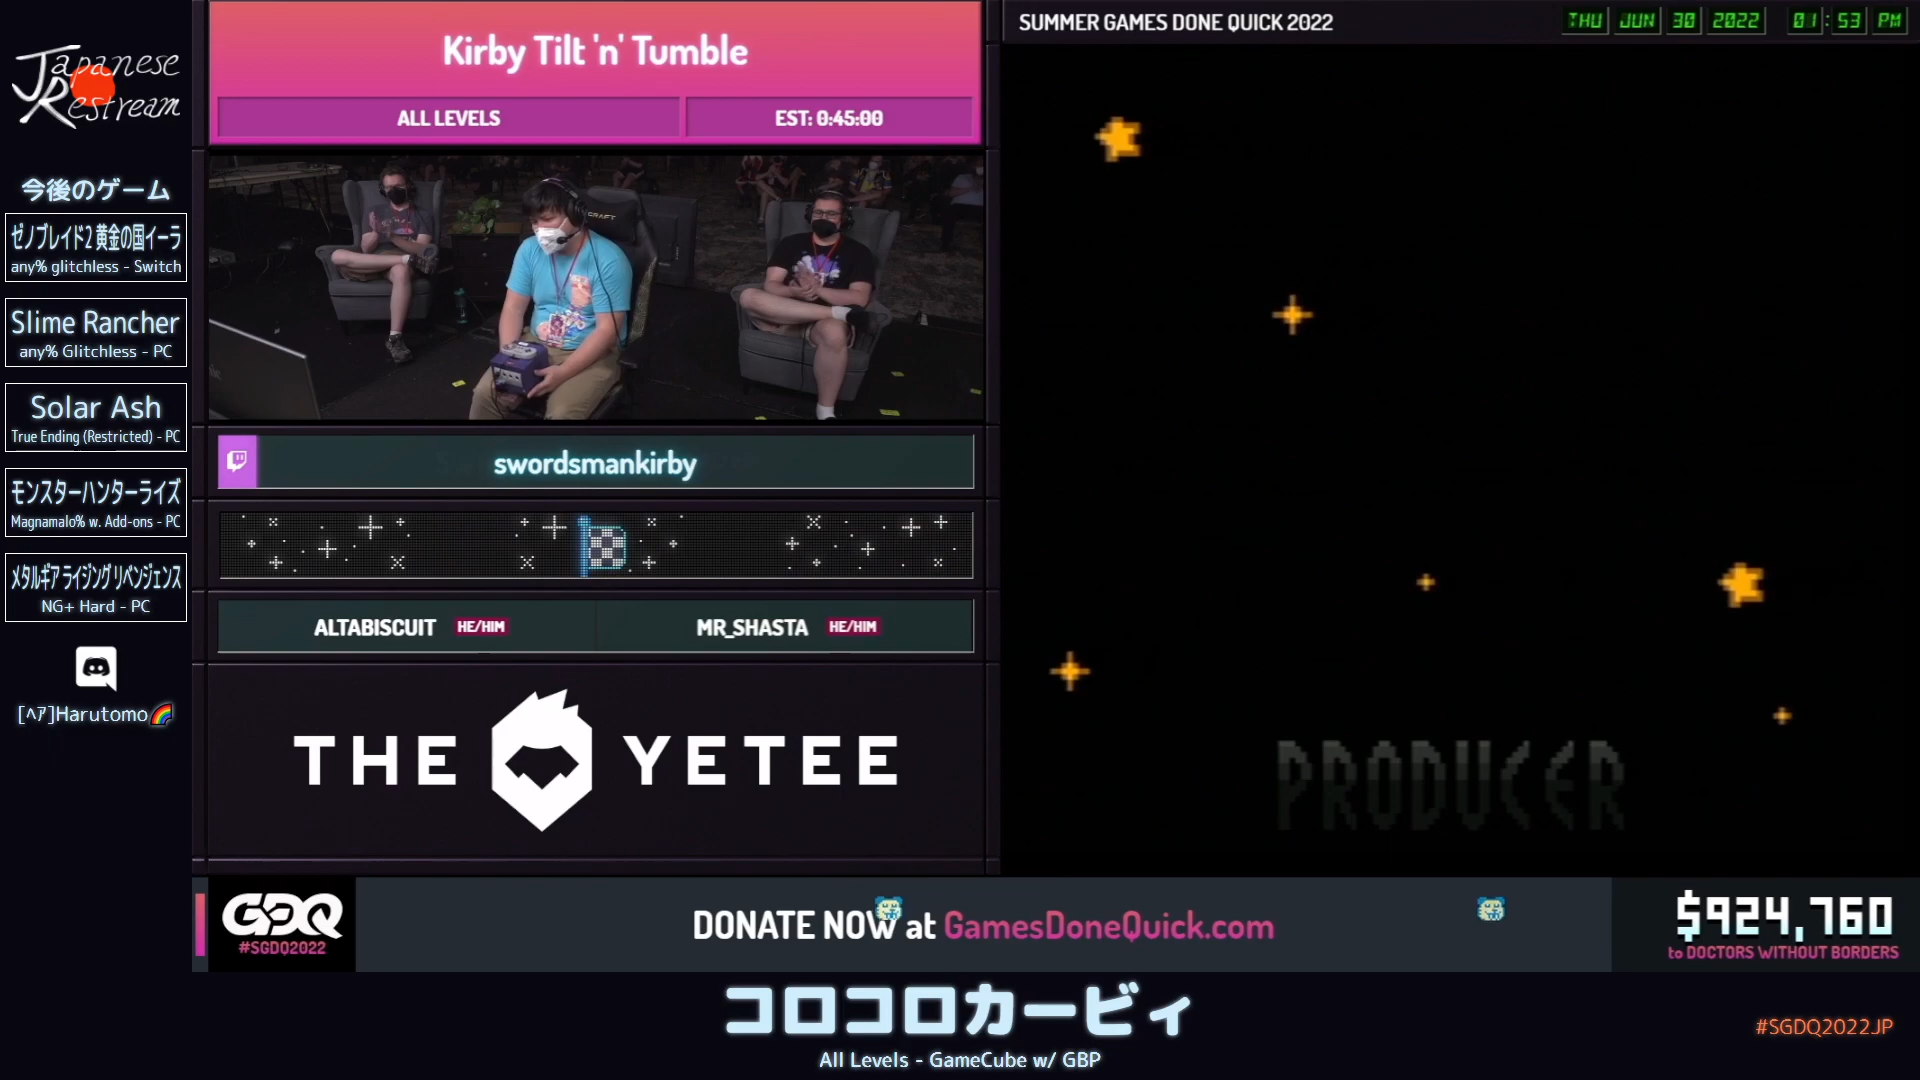 Japanese
Restream
今後のゲーム
ゼノブレイド2 黄金の国イーラ
any% glitchless - Switch
Slime Rancher
any% Glitchless - PC
Solar Ash
True Ending (Restricted) - PC
モンスターハンターライズ
Magnamalo% w. Add-ons - PC
メタルギア ライジング リベンジェンス
NG+ Hard - PC
[ﾍｱ]Harutomo🌈
Kirby Tilt 'n' Tumble
ALL LEVELS
EST: 0:45:00
swordsmankirby
ALTABISCUIT HE/HIM
MR_SHASTA HE/HIM
THE YETEE
SUMMER GAMES DONE QUICK 2022
THU JUN 30 2022 01:53 PM
PRODUCER
GDQ
#SGDQ2022
DONATE NOW at GamesDoneQuick.com
$924,760
to DOCTORS WITHOUT BORDERS
コロコロカービィ
All Levels - GameCube w/ GBP
#SGDQ2022JP